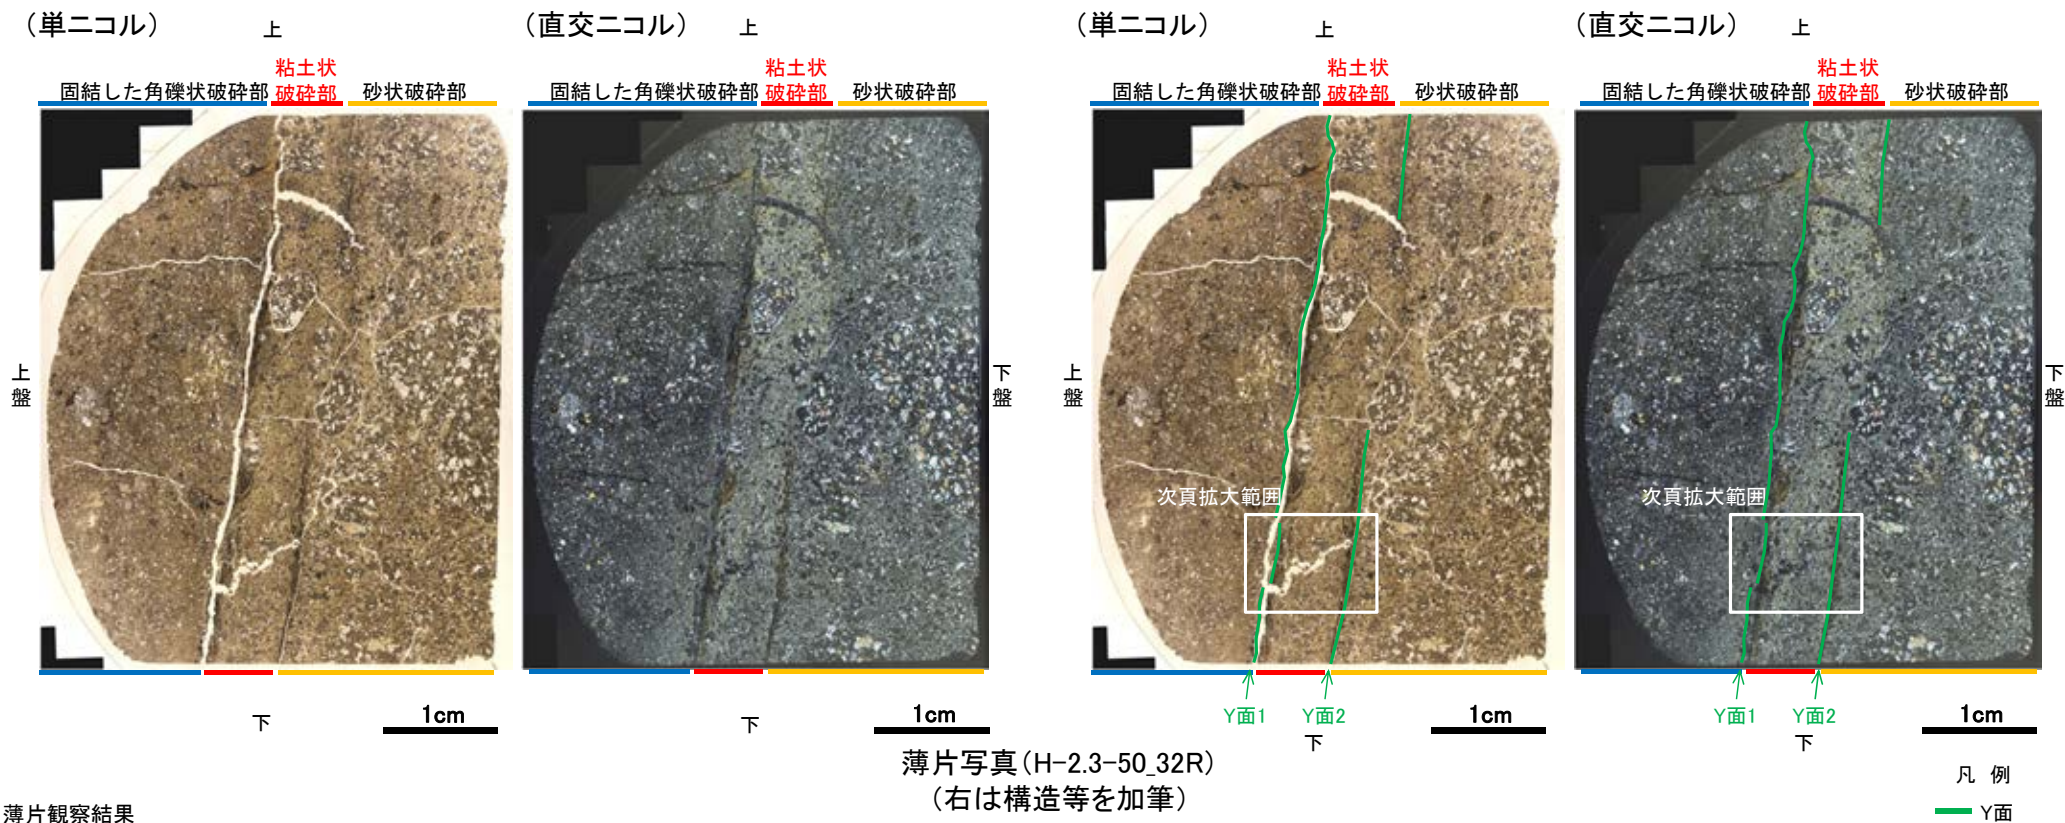 （単ニコル）
上
固結した角礫状破砕部
粘土状
破砕部
砂状破砕部
上
盤
下
1cm
（直交ニコル）
上
固結した角礫状破砕部
粘土状
破砕部
砂状破砕部
下
盤
下
1cm
（単ニコル）
上
固結した角礫状破砕部
粘土状
破砕部
砂状破砕部
上
盤
次頁拡大範囲
Y面1
Y面2
下
1cm
（直交ニコル）
上
固結した角礫状破砕部
粘土状
破砕部
砂状破砕部
下
盤
次頁拡大範囲
Y面1
Y面2
下
1cm
薄片写真（H-2.3-50_32R）
（右は構造等を加筆）
凡 例
Y面
薄片観察結果